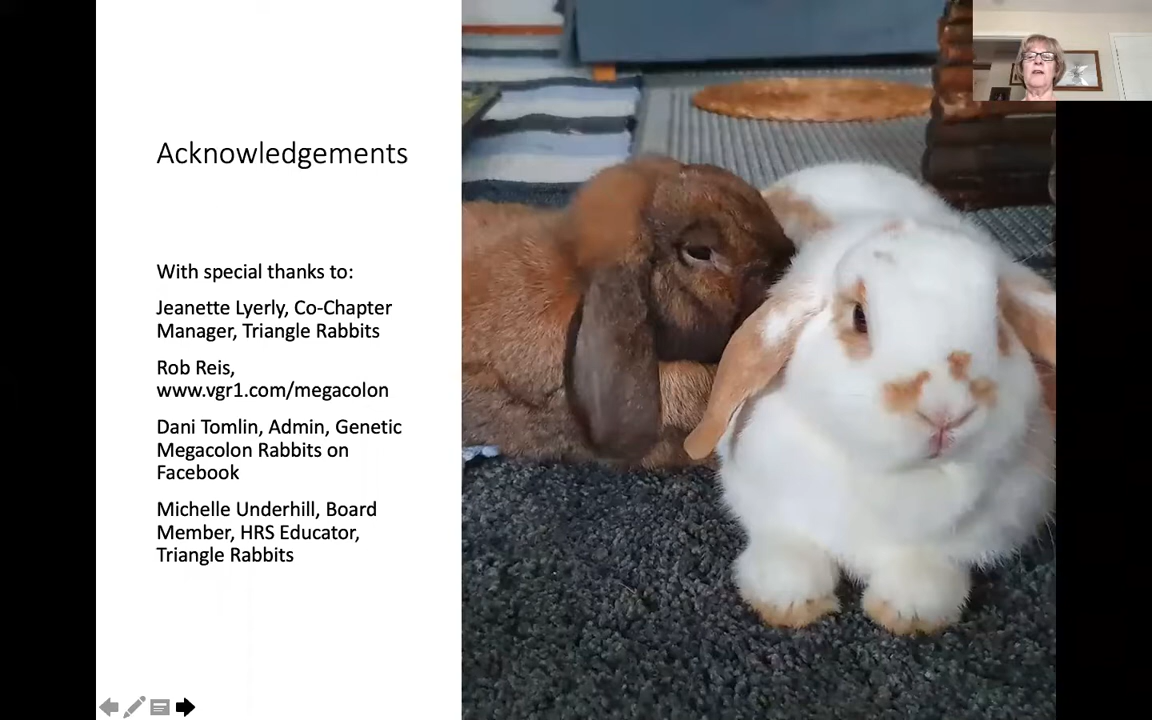 Acknowledgements
With special thanks to:
Jeanette Lyerly, Co-Chapter
Manager, Triangle Rabbits
Rob Reis,
www.vgr1.com/megacolon
Dani Tomlin, Admin, Genetic
Megacolon Rabbits on
Facebook
Michelle Underhill, Board
Member, HRS Educator,
Triangle Rabbits